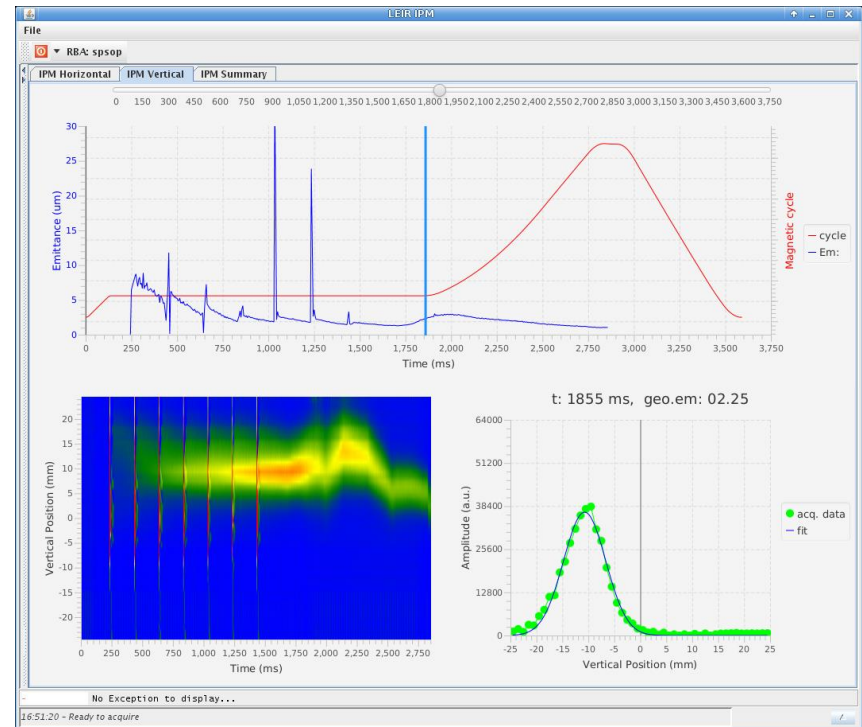 LEIR IPM
File
RBA: spsop
IPM Horizontal IPM Vertical IPM Summary
0 150 300 450 600 750 900 1,050 1,200 1,350 1,500 1,650 1,800 1,950 2,100 2,250 2,400 2,550 2,700 2,850 3,000 3,150 3,300 3,450 3,600 3,750
30
25
20
15
10
5
0
Emittance (um)
Magnetic cycle
cycle
Em:
0 250 500 750 1,000 1,250 1,500 1,750 2,000 2,250 2,500 2,750 3,000 3,250 3,500 3,750
Time (ms)
20
15
10
5
0
-5
-10
-15
-20
Vertical Position (mm)
0 250 500 750 1,000 1,250 1,500 1,750 2,000 2,250 2,500 2,750
Time (ms)
t: 1855 ms, geo.em: 02.25
64000
51200
38400
25600
12800
0
Amplitude (a.u.)
acq. data
fit
-25 -20 -15 -10 -5 0 5 10 15 20 25
Vertical Position (mm)
No Exception to display...
16:51:20 - Ready to acquire